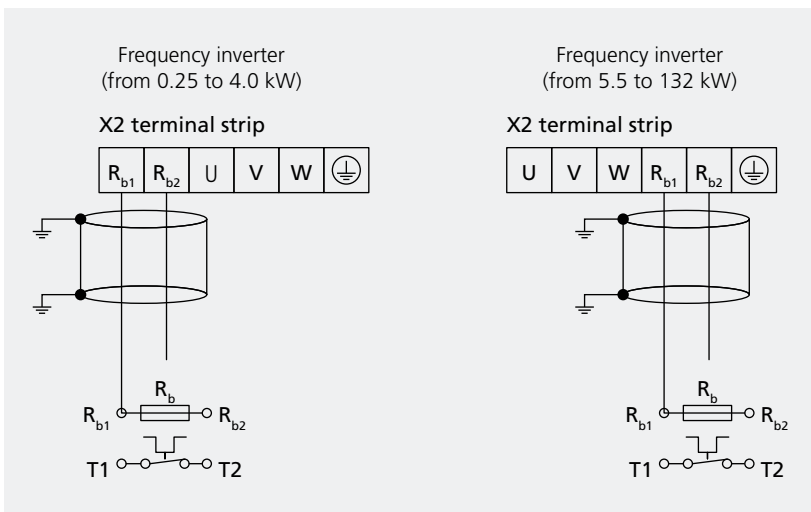 Frequency inverter
(from 0.25 to 4.0 kW)
X2 terminal strip
Rb1 Rb2 U V W
Rb
Rb1 Rb2
T1 T2
Frequency inverter
(from 5.5 to 132 kW)
X2 terminal strip
U V W Rb1 Rb2
Rb
Rb1 Rb2
T1 T2